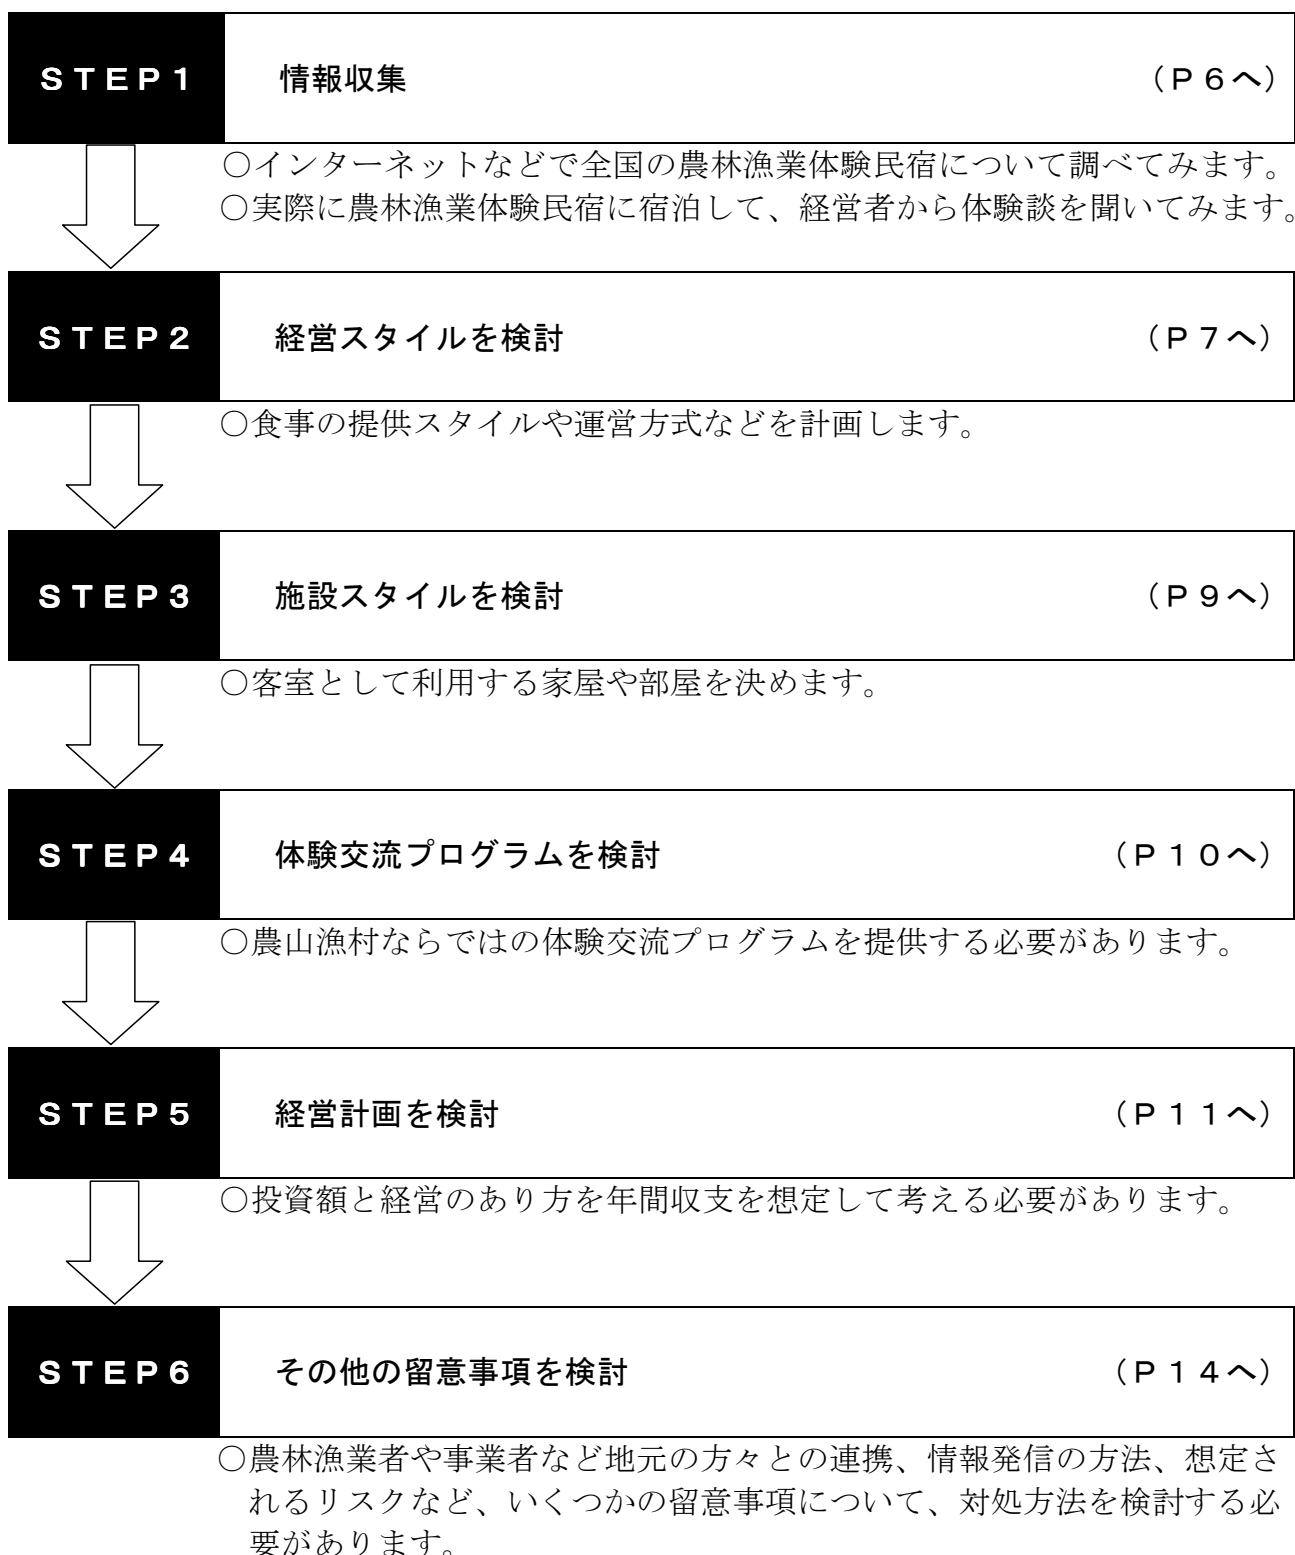 ＳＴＥＰ１　情報収集　（Ｐ６へ）
○インターネットなどで全国の農林漁業体験民宿について調べてみます。
○実際に農林漁業体験民宿に宿泊して、経営者から体験談を聞いてみます。
ＳＴＥＰ２　経営スタイルを検討　（Ｐ７へ）
○食事の提供スタイルや運営方式などを計画します。
ＳＴＥＰ３　施設スタイルを検討　（Ｐ９へ）
○客室として利用する家屋や部屋を決めます。
ＳＴＥＰ４　体験交流プログラムを検討　（Ｐ１０へ）
○農山漁村ならではの体験交流プログラムを提供する必要があります。
ＳＴＥＰ５　経営計画を検討　（Ｐ１１へ）
○投資額と経営のあり方を年間収支を想定して考える必要があります。
ＳＴＥＰ６　その他の留意事項を検討　（Ｐ１４へ）
○農林漁業者や事業者など地元の方々との連携、情報発信の方法、想定さ
れるリスクなど、いくつかの留意事項について、対処方法を検討する必
要があります。